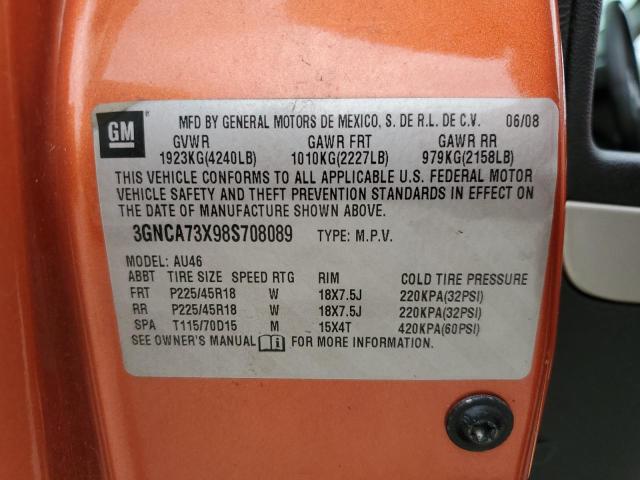 GM
MFD BY GENERAL MOTORS DE MEXICO, S. DE R.L. DE C.V. 06/08
GVWR GAWR FRT GAWR RR
1923KG(4240LB) 1010KG(2227LB) 979KG(2158LB)
THIS VEHICLE CONFORMS TO ALL APPLICABLE U.S. FEDERAL MOTOR
VEHICLE SAFETY AND THEFT PREVENTION STANDARDS IN EFFECT ON
THE DATE OF MANUFACTURE SHOWN ABOVE.
3GNCA73X98S708089 TYPE: M.P.V.
MODEL: AU46
ABBT TIRE SIZE SPEED RTG RIM COLD TIRE PRESSURE
FRT P225/45R18 W 18X7.5J 220KPA(32PSI)
RR P225/45R18 W 18X7.5J 220KPA(32PSI)
SPA T115/70D15 M 15X4T 420KPA(60PSI)
SEE OWNER'S MANUAL FOR MORE INFORMATION.